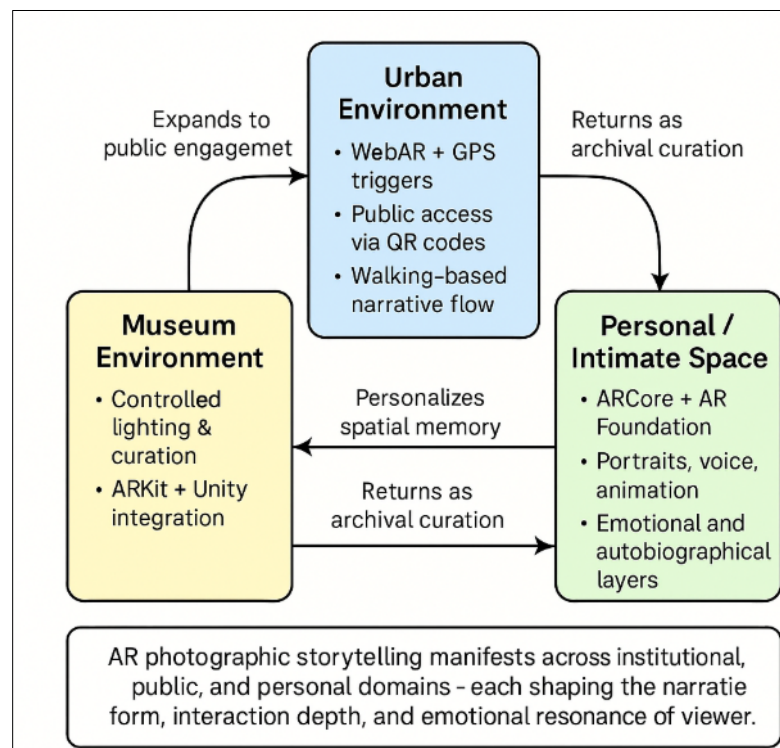 Urban
Environment
• WebAR + GPS
triggers
• Public access
via QR codes
• Walking-based
narrative flow
Expands to
public engagemet
Returns as
archival curation
Museum
Environment
• Controlled
lighting &
curation
• ARKit + Unity
integration
Personalizes
spatial memory
Returns as
archival curation
Personal /
Intimate Space
• ARCore + AR
Foundation
• Portraits, voice,
animation
• Emotional and
autobiographical
layers
AR photographic storytelling manifests across institutional,
public, and personal domains - each shaping the narratie
form, interaction depth, and emotional resonance of viewer.